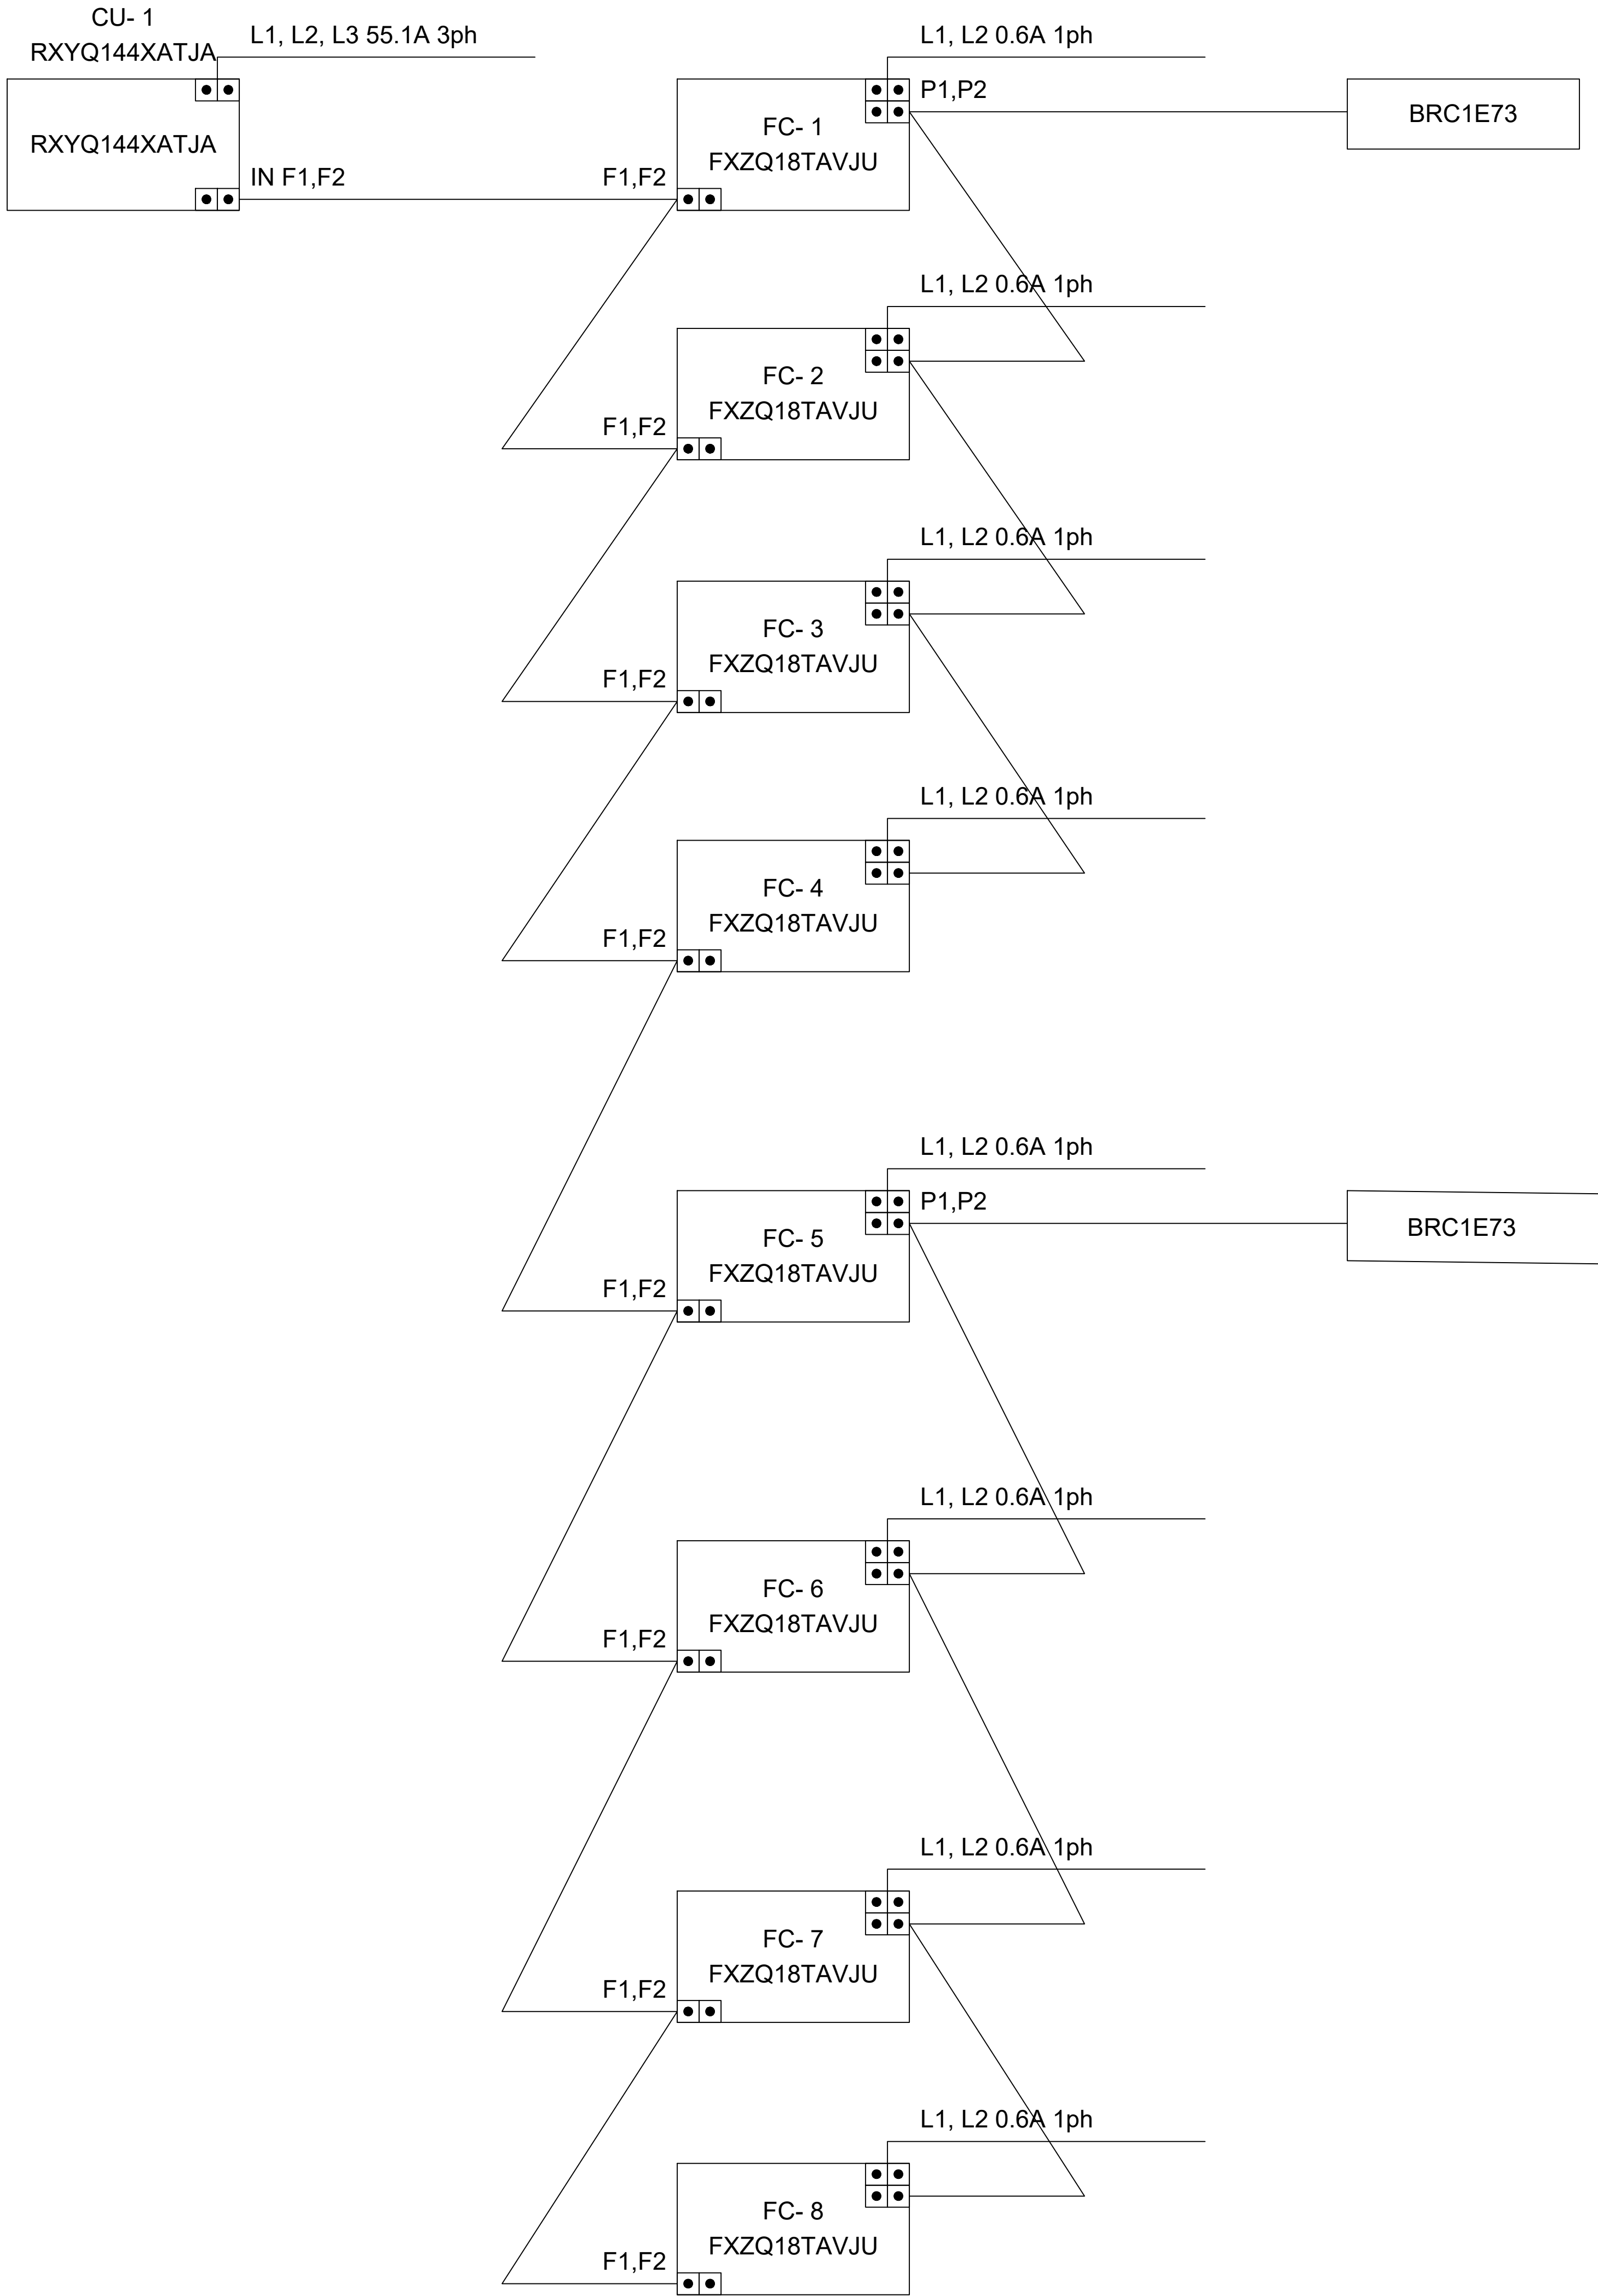 CU- 1
RXYQ144XATJA
L1, L2, L3 55.1A 3ph
RXYQ144XATJA
IN F1,F2
L1, L2 0.6A 1ph
P1,P2
BRC1E73
FC- 1
FXZQ18TAVJU
F1,F2
L1, L2 0.6A 1ph
FC- 2
FXZQ18TAVJU
F1,F2
L1, L2 0.6A 1ph
FC- 3
FXZQ18TAVJU
F1,F2
L1, L2 0.6A 1ph
FC- 4
FXZQ18TAVJU
F1,F2
L1, L2 0.6A 1ph
P1,P2
BRC1E73
FC- 5
FXZQ18TAVJU
F1,F2
L1, L2 0.6A 1ph
FC- 6
FXZQ18TAVJU
F1,F2
L1, L2 0.6A 1ph
FC- 7
FXZQ18TAVJU
F1,F2
L1, L2 0.6A 1ph
FC- 8
FXZQ18TAVJU
F1,F2